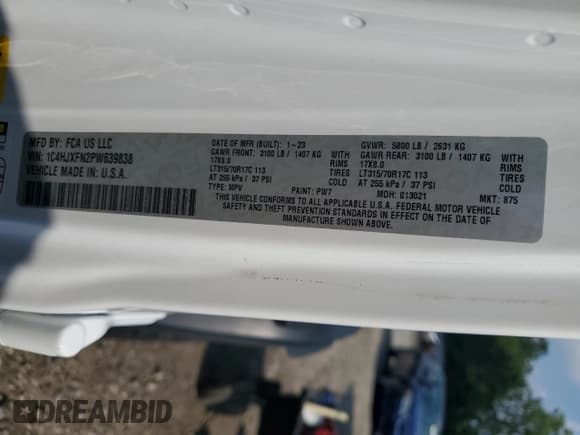 MFD BY: FCA US LLC
VIN: 1C4HJXFN2PW639838
VEHICLE MADE IN: U.S.A.
DATE OF MFR (BUILT): 1-23
GAWR FRONT: 3100 LB / 1407 KG
17X8.0 RIMS
LT315/70R17C 113 TIRES
AT 255 kPa / 37 PSI COLD
TYPE: MPV PAINT: PW7
GVWR: 5800 LB / 2631 KG
GAWR REAR: 3100 LB / 1407 KG
17X8.0 RIMS
LT315/70R17C 113 TIRES
AT 255 kPa / 37 PSI COLD
MDH: 013021 MKT: 875
THIS VEHICLE CONFORMS TO ALL APPLICABLE U.S.A. FEDERAL MOTOR VEHICLE
SAFETY AND THEFT PREVENTION STANDARDS IN EFFECT ON THE DATE OF
MANUFACTURE SHOWN ABOVE.
DREAMBID